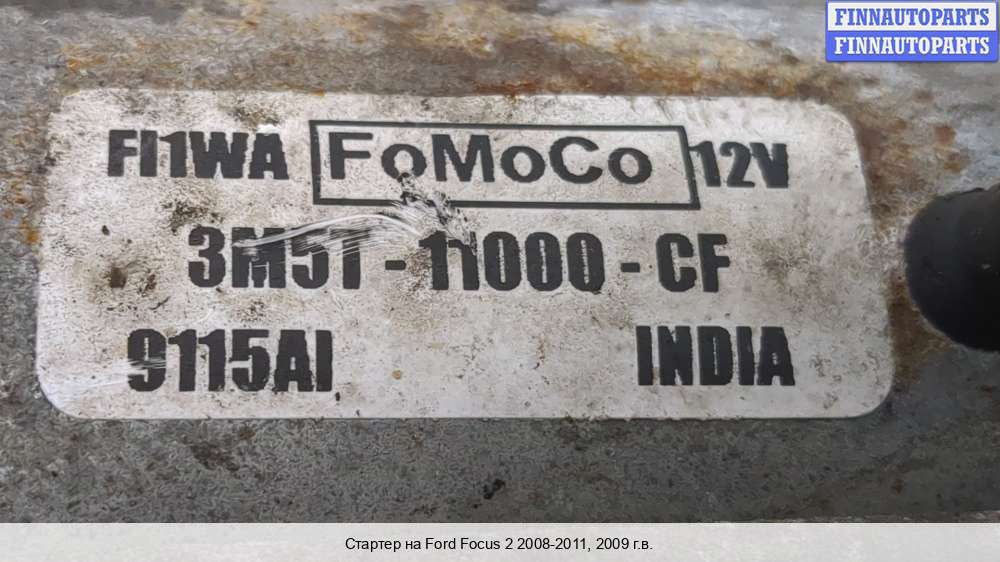 FINNAUTOPARTS
FINNAUTOPARTS
FI1WA FoMoCo 12V
3M5T - 11000 - CF
9115AI INDIA
Стартер на Ford Focus 2 2008-2011, 2009 г.в.